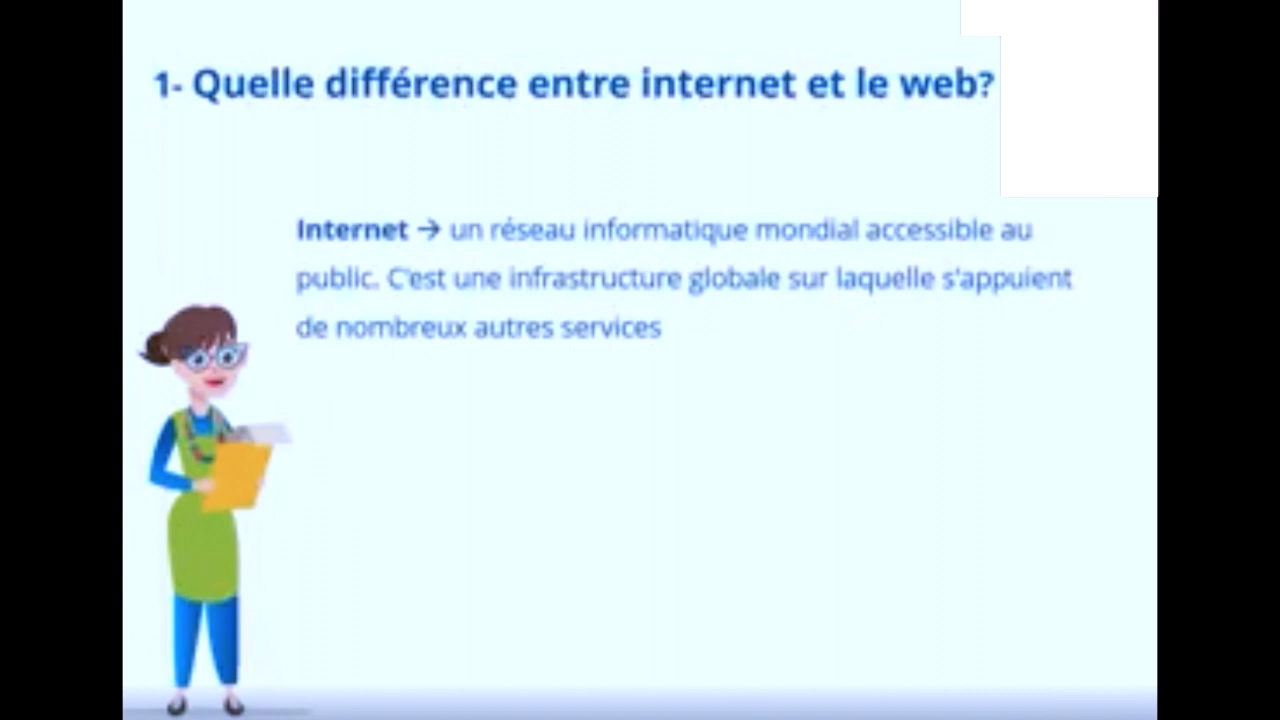 1- Quelle différence entre internet et le web?
Internet → un réseau informatique mondial accessible au
public. C'est une infrastructure globale sur laquelle s'appuient
de nombreux autres services